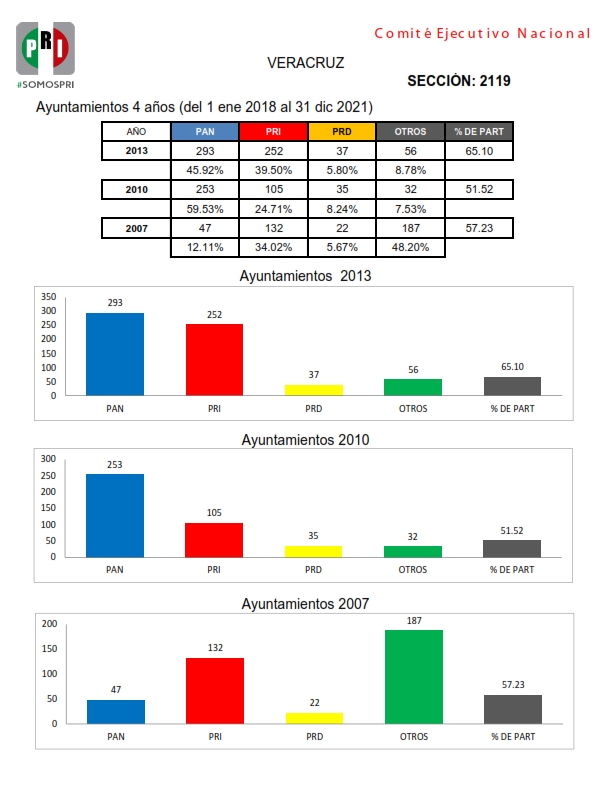 Comité Ejecutivo Nacional
PRI
#SOMOSPRI
VERACRUZ
SECCIÓN: 2119
Ayuntamientos 4 años (del 1 ene 2018 al 31 dic 2021)
AÑO PAN PRI PRD OTROS % DE PART
2013 293 252 37 56 65.10
45.92% 39.50% 5.80% 8.78%
2010 253 105 35 32 51.52
59.53% 24.71% 8.24% 7.53%
2007 47 132 22 187 57.23
12.11% 34.02% 5.67% 48.20%
Ayuntamientos 2013
350
300
250
200
150
100
50
0
293 252 37 56 65.10
PAN PRI PRD OTROS % DE PART
Ayuntamientos 2010
300
250
200
150
100
50
0
253 105 35 32 51.52
PAN PRI PRD OTROS % DE PART
Ayuntamientos 2007
200
150
100
50
0
47 132 22 187 57.23
PAN PRI PRD OTROS % DE PART